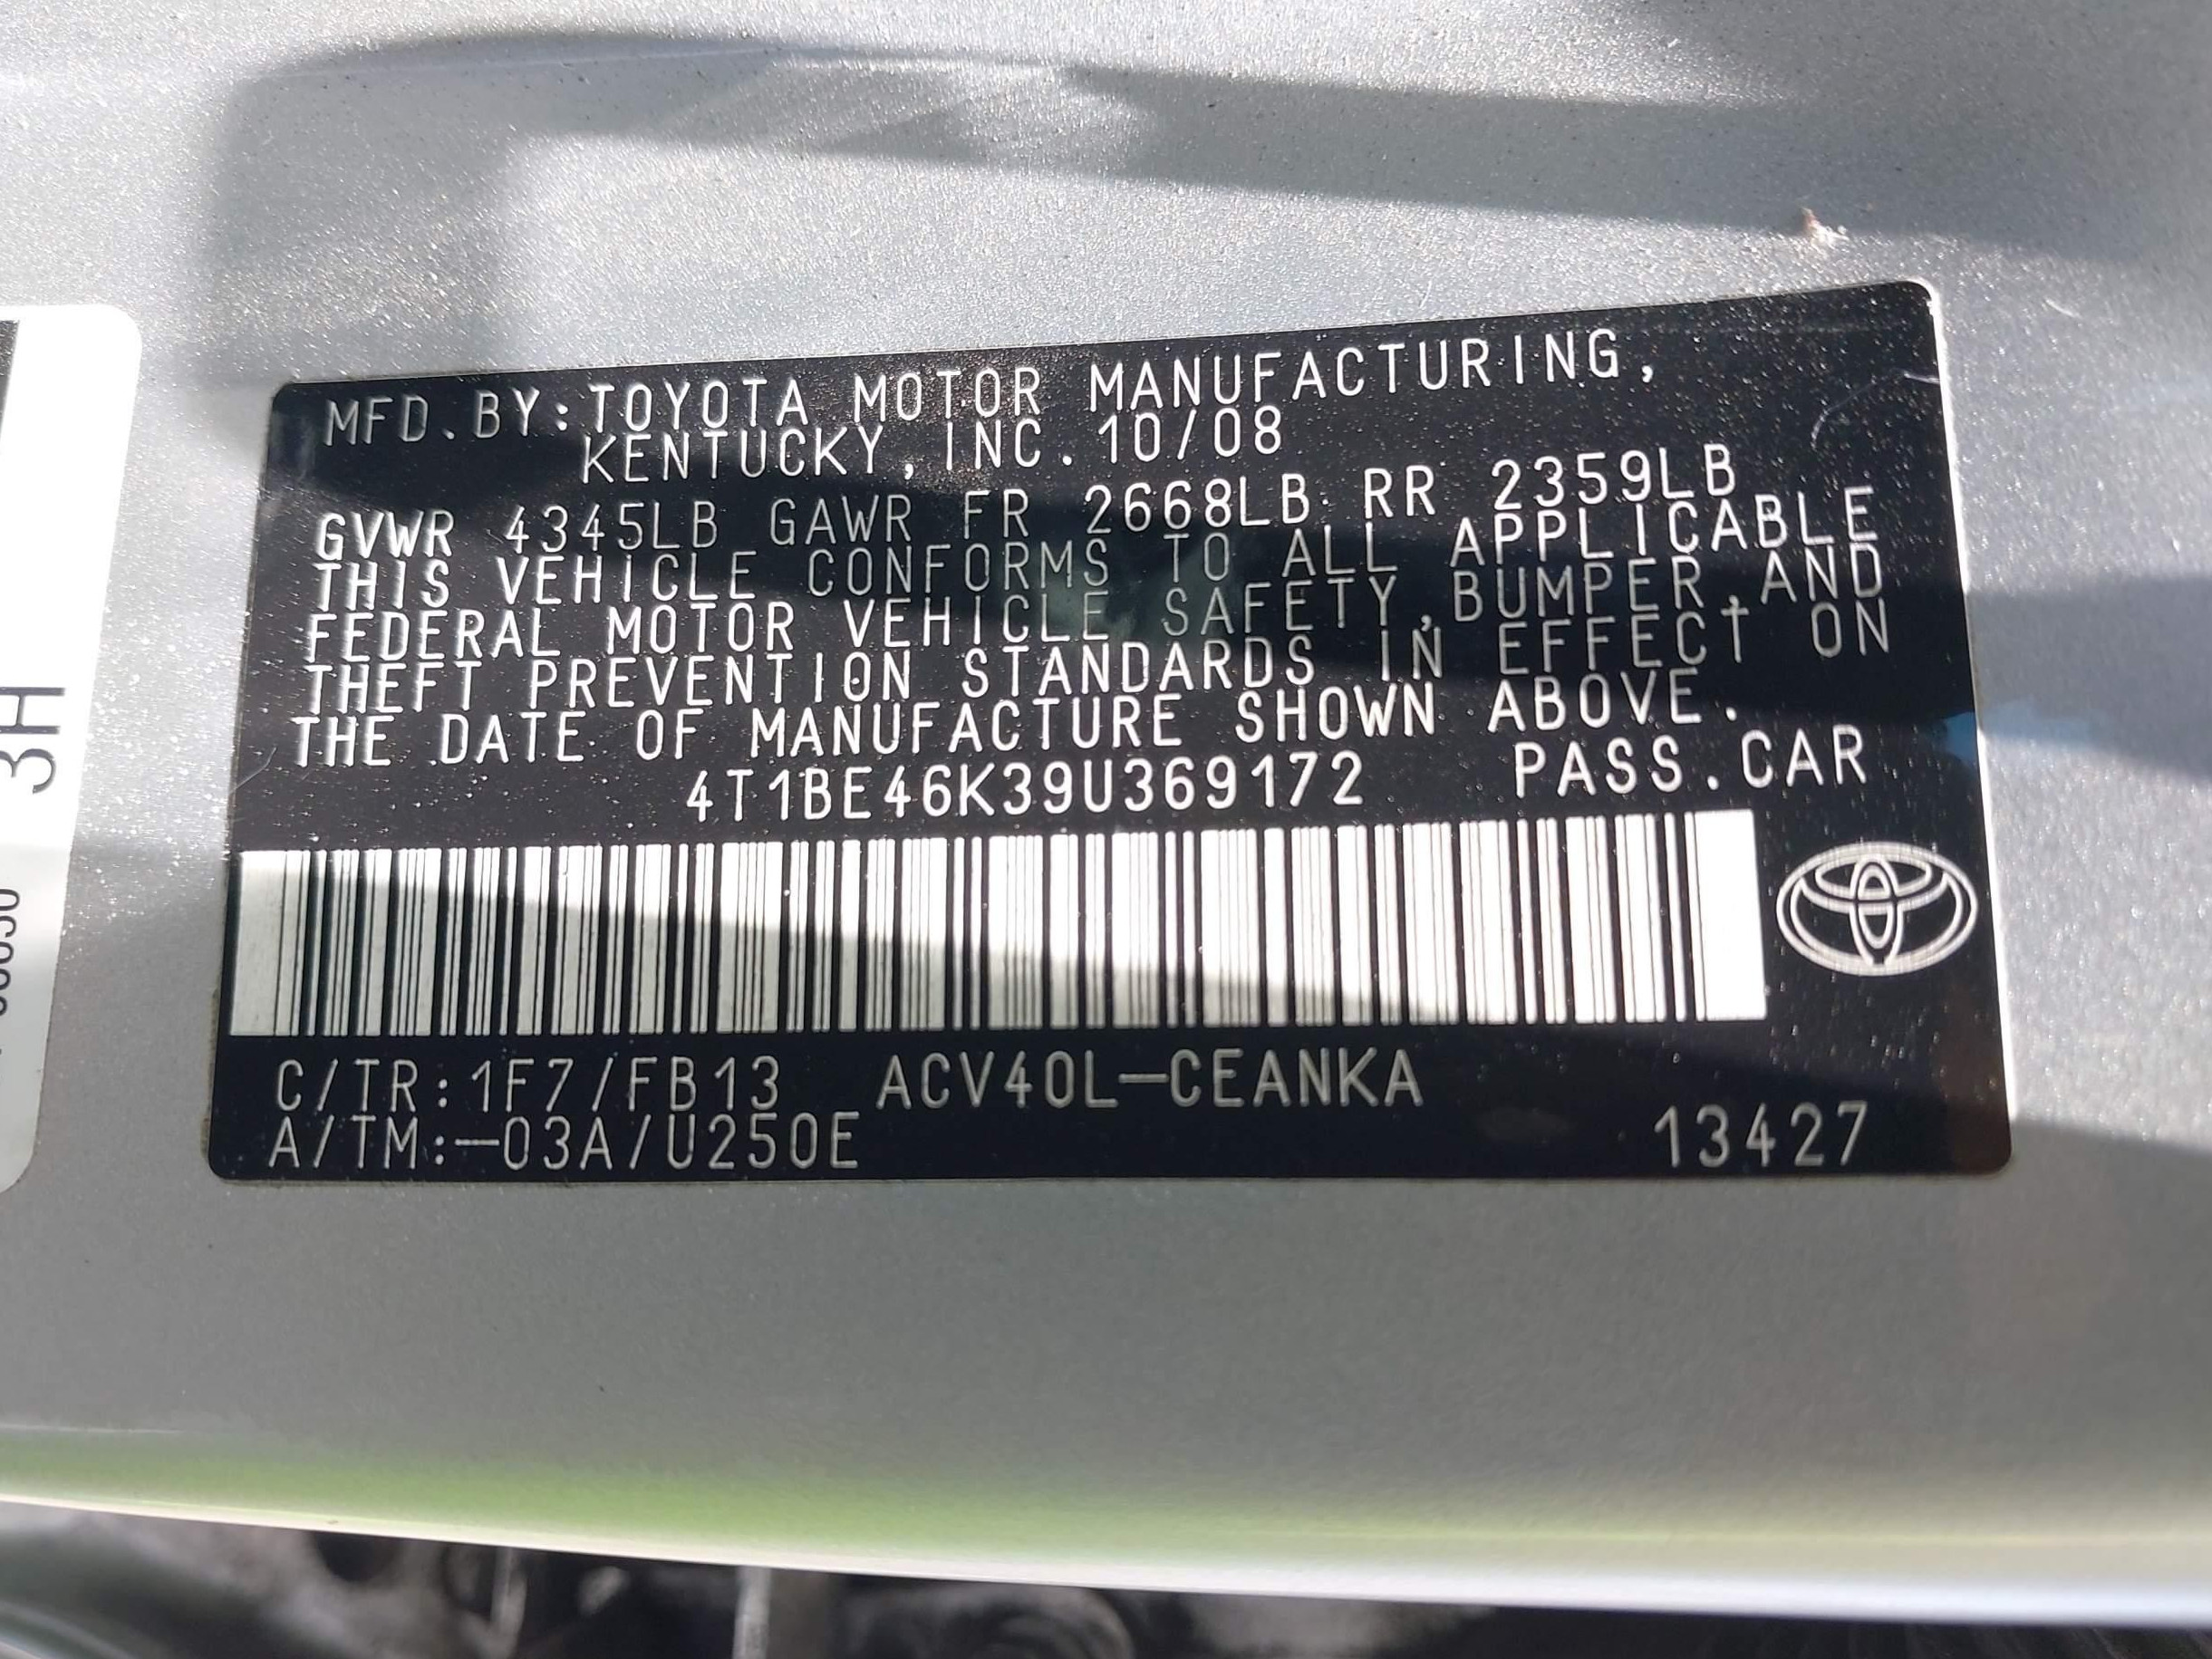 MFD. BY: TOYOTA MOTOR MANUFACTURING,
KENTUCKY, INC. 10/08
GVWR 4345LB GAWR FR 2668LB RR 2359LB
THIS VEHICLE CONFORMS TO ALL APPLICABLE
FEDERAL MOTOR VEHICLE SAFETY, BUMPER, AND
THEFT PREVENTION STANDARDS IN EFFECT ON
THE DATE OF MANUFACTURE SHOWN ABOVE.
4T1BE46K39U369172 PASS. CAR
C/TR: 1F7/FB13 ACV40L-CEANKA
A/TM: -03A/U250E 13427
3H